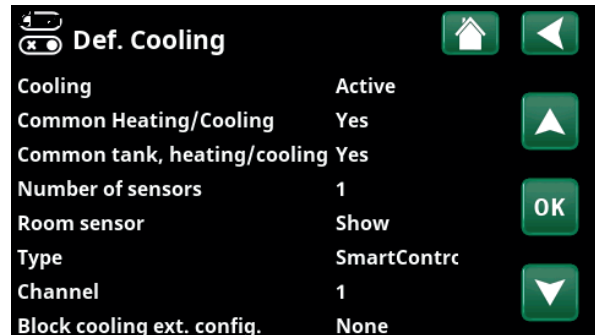 Def. Cooling
Cooling Active
Common Heating/Cooling Yes
Common tank, heating/cooling Yes
Number of sensors 1
Room sensor Show
OK
Type SmartContrc
Channel 1
Block cooling ext. config. None